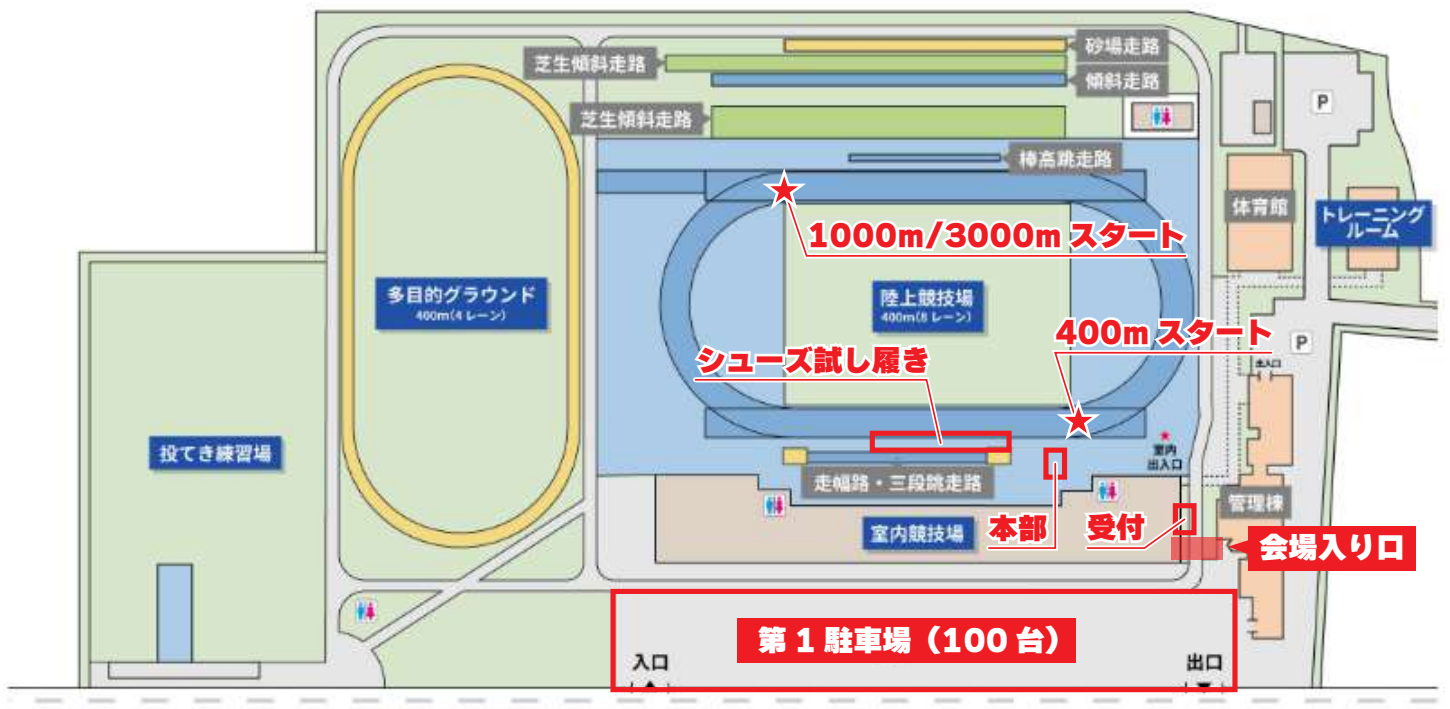 砂場走路
芝生傾斜走路
傾斜走路
芝生傾斜走路
P
棒高跳走路
体育館
トレーニング
ルーム
1000m/3000m スタート
多目的グラウンド
400m(4 レーン)
陸上競技場
400m(8 レーン)
400m スタート
P
シューズ試し履き
出入口
投てき練習場
室内
出入口
走幅路・三段跳走路
管理棟
室内競技場
本部
受付
会場入り口
第 1 駐車場（100 台）
入口
出口